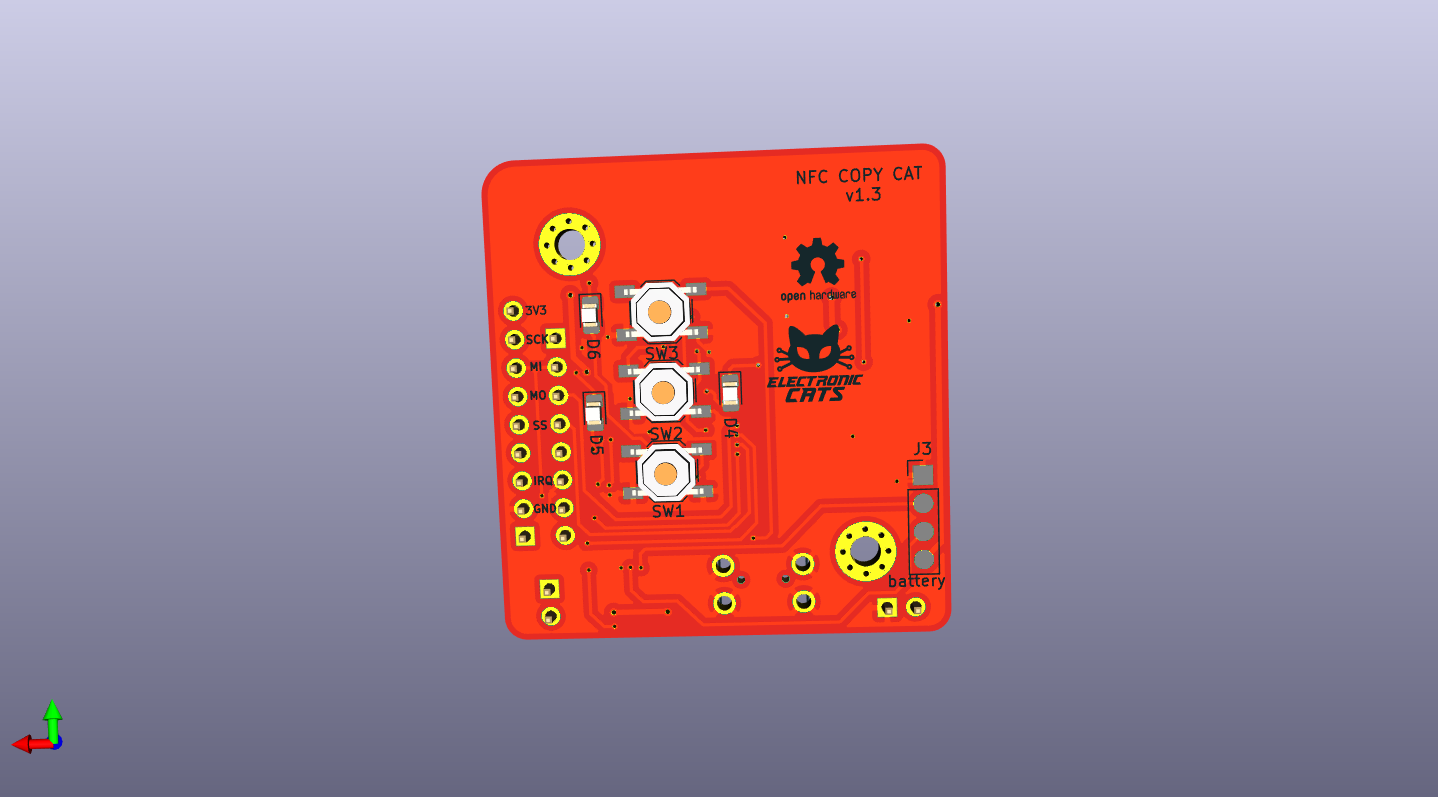 NFC COPY CAT
v1.3
open hardware
3V3
SCK
MI
MO
SS
IRQ
GND
D6
SW3
D5
SW2
D4
SW1
ELECTRONIC
CATS
J3
battery